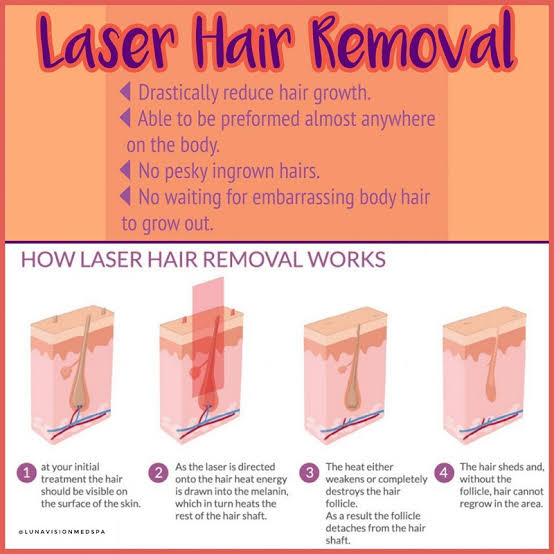 Laser Hair Removal
Drastically reduce hair growth.
Able to be preformed almost anywhere
on the body.
No pesky ingrown hairs.
No waiting for embarrassing body hair
to grow out.
HOW LASER HAIR REMOVAL WORKS
1 at your initial
treatment the hair
should be visible on
the surface of the skin.
2 As the laser is directed
onto the hair heat energy
is drawn into the melanin,
which in turn heats the
rest of the hair shaft.
3 The heat either
weakens or completely
destroys the hair
follicle.
As a result the follicle
detaches from the hair
shaft.
4 The hair sheds and,
without the
follicle, hair cannot
regrow in the area.
@LUNAVISIONMEDSPA